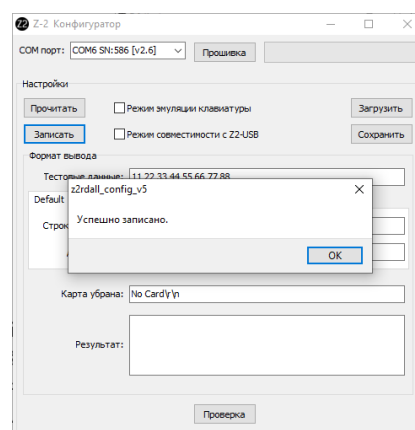 Z2 Z-2 Конфигуратор
COM порт: COM6 SN:586 [v2.6] Прошивка
Настройки
Прочитать Режим эмуляции клавиатуры Загрузить
Записать Режим совместимости с Z2-USB Сохранить
Формат вывода
Тестовые данные: 11 22 33 44 55 66 77 88
z2rdall_config_v5
Default
Успешно записано.
Строк
OK
Карта убрана: No Card\r\n
Результат:
Проверка